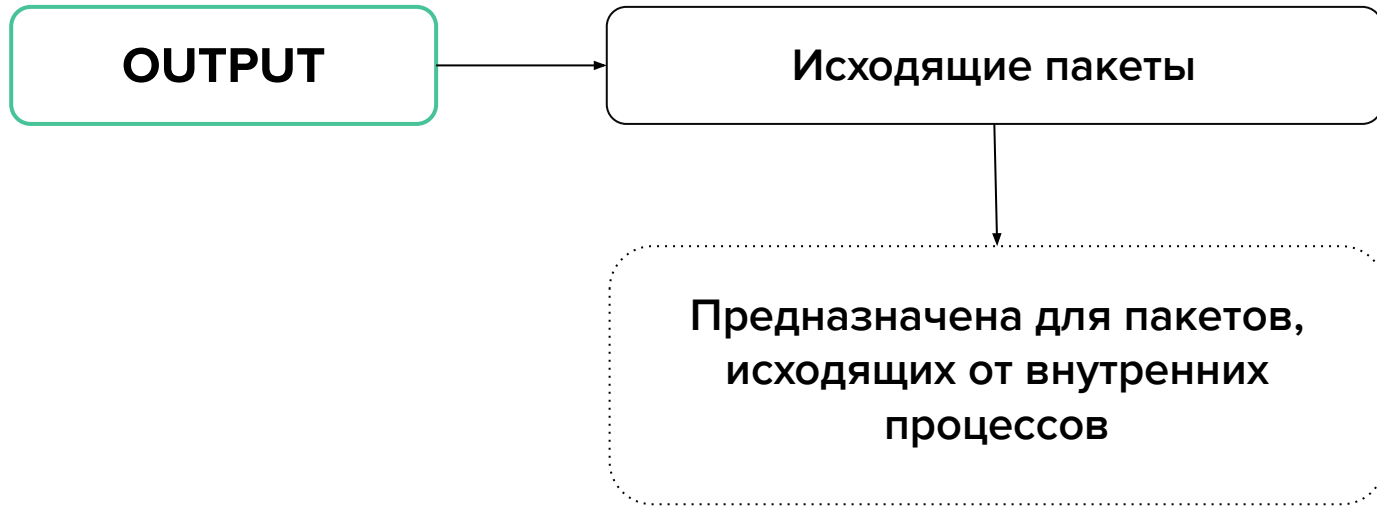 OUTPUT
Исходящие пакеты
Предназначена для пакетов,
исходящих от внутренних
процессов